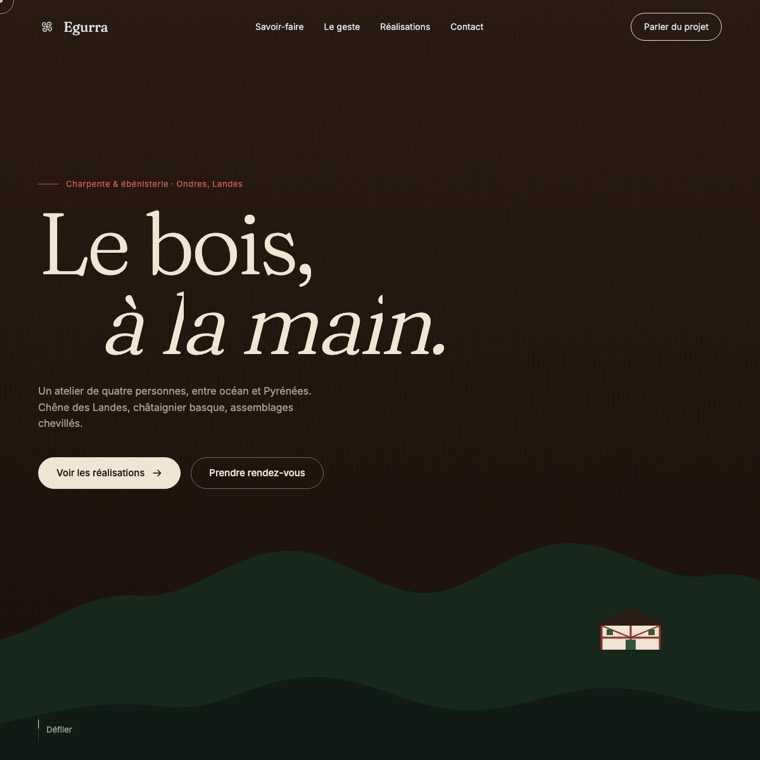 Egurra
Savoir-faire
Le geste
Réalisations
Contact
Parler du projet
Charpente & ébénisterie · Ondres, Landes
Le bois,
à la main.
Un atelier de quatre personnes, entre océan et Pyrénées.
Chêne des Landes, châtaignier basque, assemblages
chevillés.
Voir les réalisations →
Prendre rendez-vous
Défiler